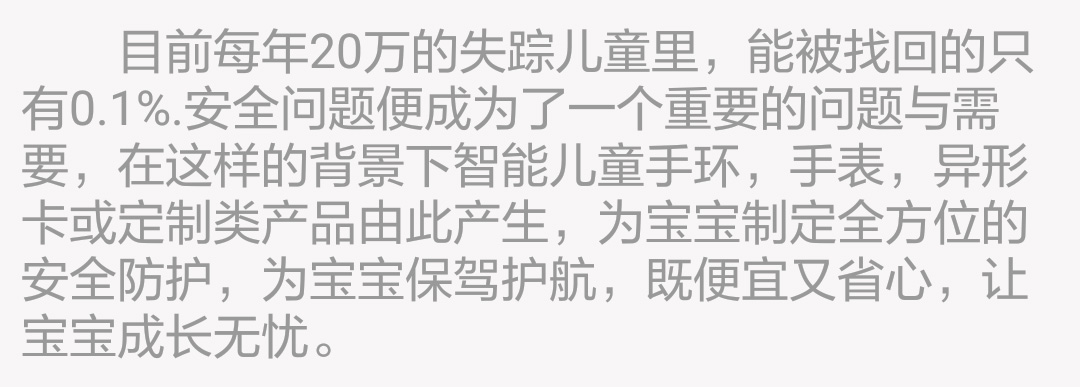 目前每年20万的失踪儿童里，能被找回的只
有0.1%.安全问题便成为了一个重要的问题与需
要，在这样的背景下智能儿童手环，手表，异形
卡或定制类产品由此产生，为宝宝制定全方位的
安全防护，为宝宝保驾护航，既便宜又省心，让
宝宝成长无忧。